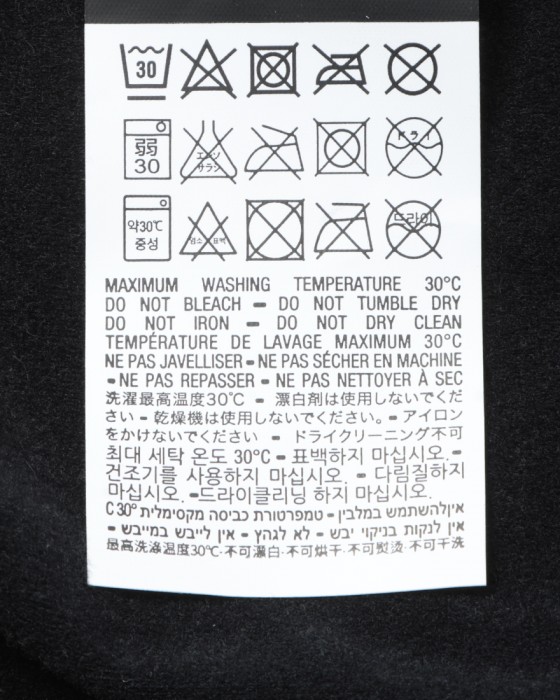 30
弱
30
エンソ
サラシ
ドライ
약30℃
중성
염소 표백
드라이
MAXIMUM WASHING TEMPERATURE 30°C
DO NOT BLEACH - DO NOT TUMBLE DRY
DO NOT IRON - DO NOT DRY CLEAN
TEMPÉRATURE DE LAVAGE MAXIMUM 30°C
NE PAS JAVELLISER - NE PAS SÉCHER EN MACHINE
- NE PAS REPASSER - NE PAS NETTOYER À SEC
洗濯最高温度30℃ - 漂白剤は使用しないでくだ
さい - 乾燥機は使用しないでください。- アイロン
をかけないでください - ドライクリーニング不可
최대 세탁 온도 30°C - 표백하지 마십시오. -
건조기를 사용하지 마십시오. - 다림질하지
마십시오. -드라이클리닝 하지 마십시오.
איןלהשתמש במלבין - טמפרטורת כביסה מקסימלית C 30°
אין לנקות בניקוי יבש - לא לגהץ - אין לייבש במייבש -
最高洗涤温度30℃-不可漂白-不可烘干-不可熨烫-不可干洗